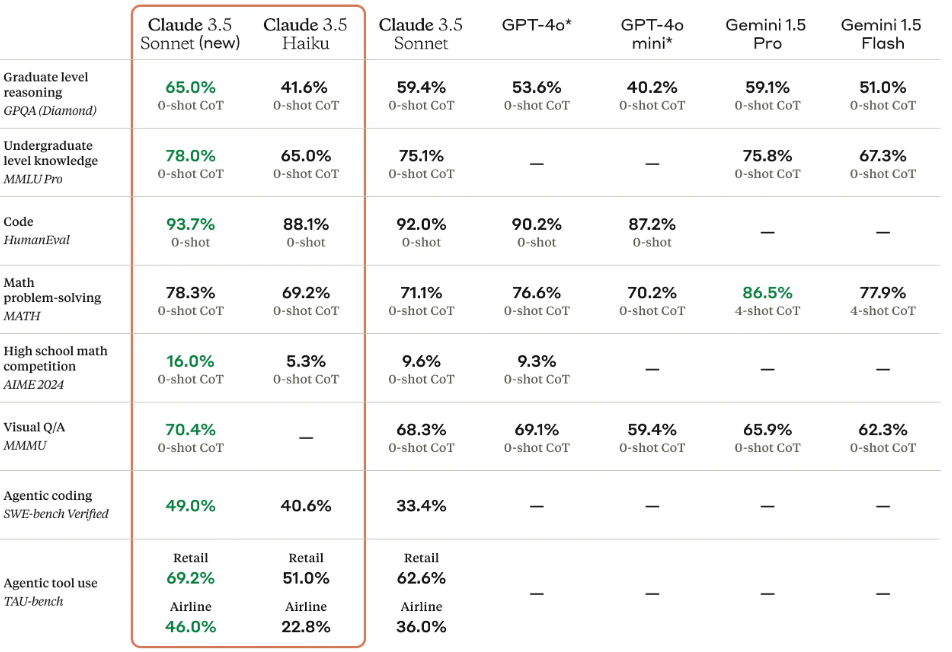 Claude 3.5 Sonnet (new)
Claude 3.5 Haiku
Claude 3.5 Sonnet
GPT-4o*
GPT-4o mini*
Gemini 1.5 Pro
Gemini 1.5 Flash
Graduate level
reasoning
GPQA (Diamond)
65.0% 41.6% 59.4% 53.6% 40.2% 59.1% 51.0%
0-shot CoT 0-shot CoT 0-shot CoT 0-shot CoT 0-shot CoT 0-shot CoT 0-shot CoT
Undergraduate
level knowledge
MMLU Pro
78.0% 65.0% 75.1% — — 75.8% 67.3%
0-shot CoT 0-shot CoT 0-shot CoT 0-shot CoT 0-shot CoT
Code
HumanEval
93.7% 88.1% 92.0% 90.2% 87.2% — —
0-shot 0-shot 0-shot 0-shot 0-shot
Math
problem-solving
MATH
78.3% 69.2% 71.1% 76.6% 70.2% 86.5% 77.9%
0-shot CoT 0-shot CoT 0-shot CoT 0-shot CoT 0-shot CoT 4-shot CoT 4-shot CoT
High school math
competition
AIME 2024
16.0% 5.3% 9.6% 9.3% — — —
0-shot CoT 0-shot CoT 0-shot CoT 0-shot CoT
Visual Q/A
MMMU
70.4% — 68.3% 69.1% 59.4% 65.9% 62.3%
0-shot CoT 0-shot CoT 0-shot CoT 0-shot CoT 0-shot CoT 0-shot CoT
Agentic coding
SWE-bench Verified
49.0% 40.6% 33.4% — — — —
Agentic tool use
TAU-bench
Retail Retail Retail
69.2% 51.0% 62.6% — — — —
Airline Airline Airline
46.0% 22.8% 36.0%